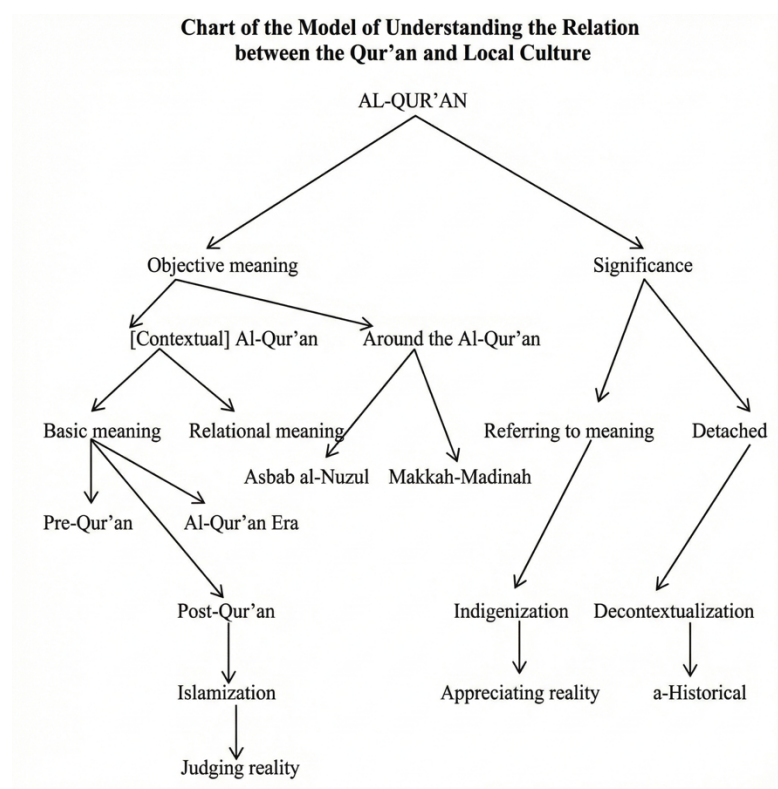 Chart of the Model of Understanding the Relation
between the Qur’an and Local Culture
AL-QUR’AN
Objective meaning
Significance
[Contextual] Al-Qur’an
Around the Al-Qur’an
Basic meaning
Relational meaning
Referring to meaning
Detached
Asbab al-Nuzul
Makkah-Madinah
Pre-Qur’an
Al-Qur’an Era
Post-Qur’an
Indigenization
Decontextualization
Islamization
Appreciating reality
a-Historical
Judging reality